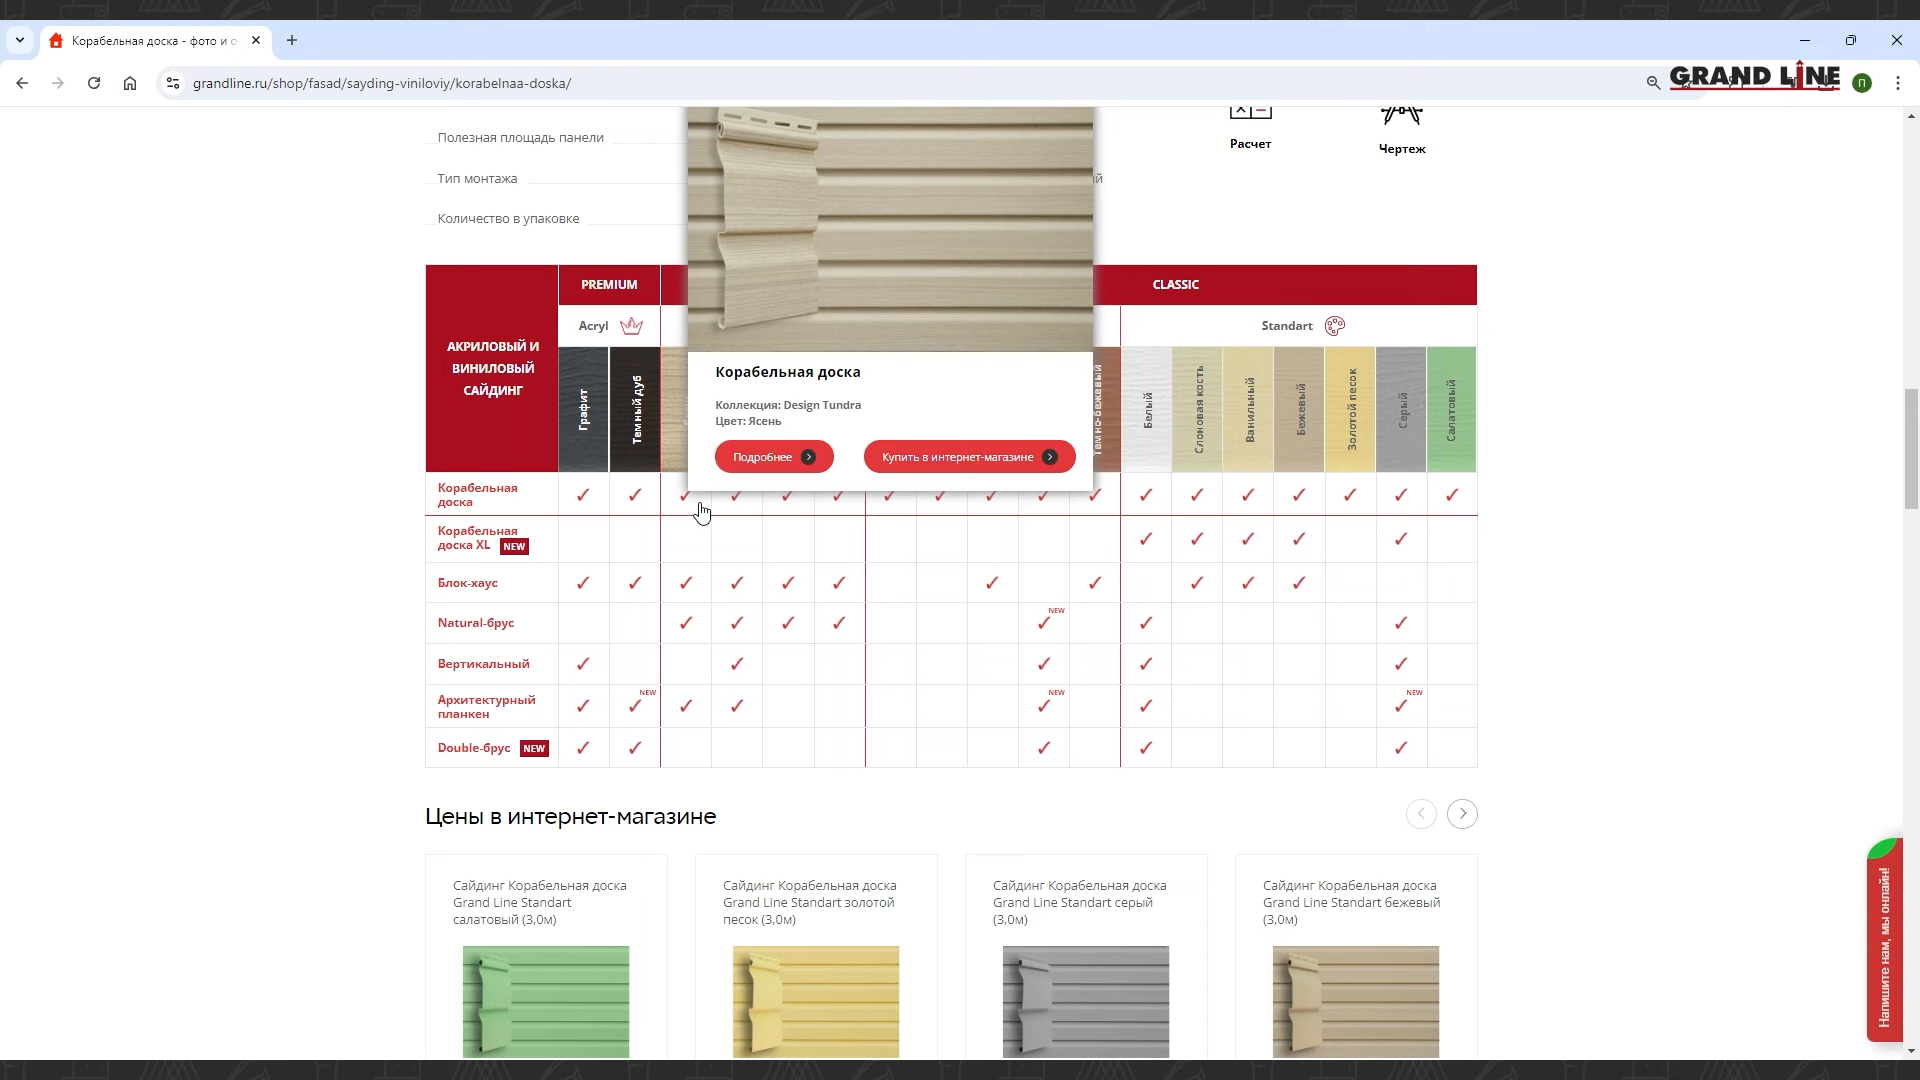 Корабельная доска - фото и о
grandline.ru/shop/fasad/sayding-viniloviy/korabelnaa-doska/
GRAND LINE
П
Полезная площадь панели
Тип монтажа
ый
Количество в упаковке
Расчет
Чертеж
АКРИЛОВЫЙ И
ВИНИЛОВЫЙ
САЙДИНГ
PREMIUM
CLASSIC
Acryl
Standart
Графит
Темный дуб
Темно-бежевый
Белый
Слоновая кость
Ванильный
Бежевый
Золотой песок
Серый
Салатовый
Корабельная доска
Коллекция: Design Tundra
Цвет: Ясень
Подробнее
Купить в интернет-магазине
Корабельная
доска
Корабельная
доска XL NEW
Блок-хаус
Natural-брус
NEW
Вертикальный
Архитектурный
планкен
NEW
NEW
NEW
Double-брус NEW
Цены в интернет-магазине
Сайдинг Корабельная доска
Grand Line Standart
салатовый (3,0м)
Сайдинг Корабельная доска
Grand Line Standart золотой
песок (3,0м)
Сайдинг Корабельная доска
Grand Line Standart серый
(3,0м)
Сайдинг Корабельная доска
Grand Line Standart бежевый
(3,0м)
Напишите нам, мы онлайн!